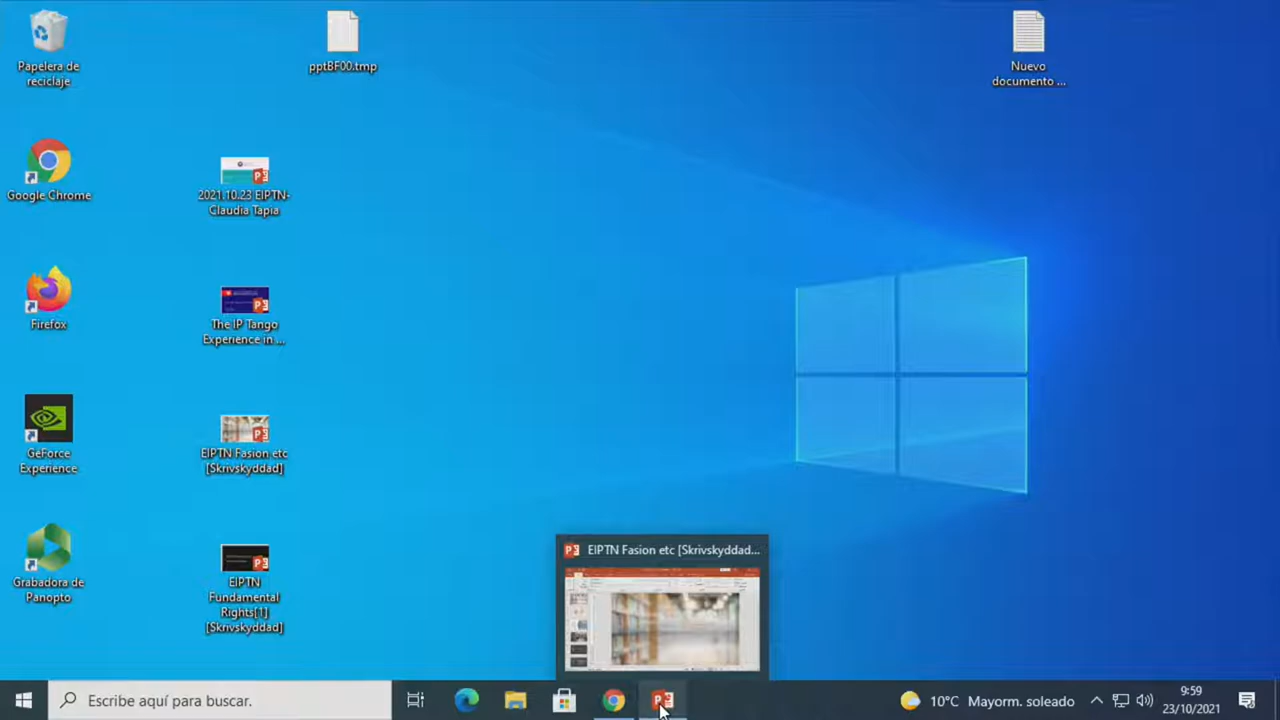 Papelera de
reciclaje
pptBF00.tmp
Nuevo
documento ...
Google Chrome
2021.10.23 EIPTN-
Claudia Tapia
Firefox
The IP Tango
Experience in ...
GeForce
Experience
EIPTN Fasion etc
[Skrivskyddad]
Grabadora de
Panopto
EIPTN
Fundamental
Rights[1]
[Skrivskyddad]
EIPTN Fasion etc [Skrivskyddad...
Escribe aquí para buscar.
10°C Mayorm. soleado
9:59
23/10/2021